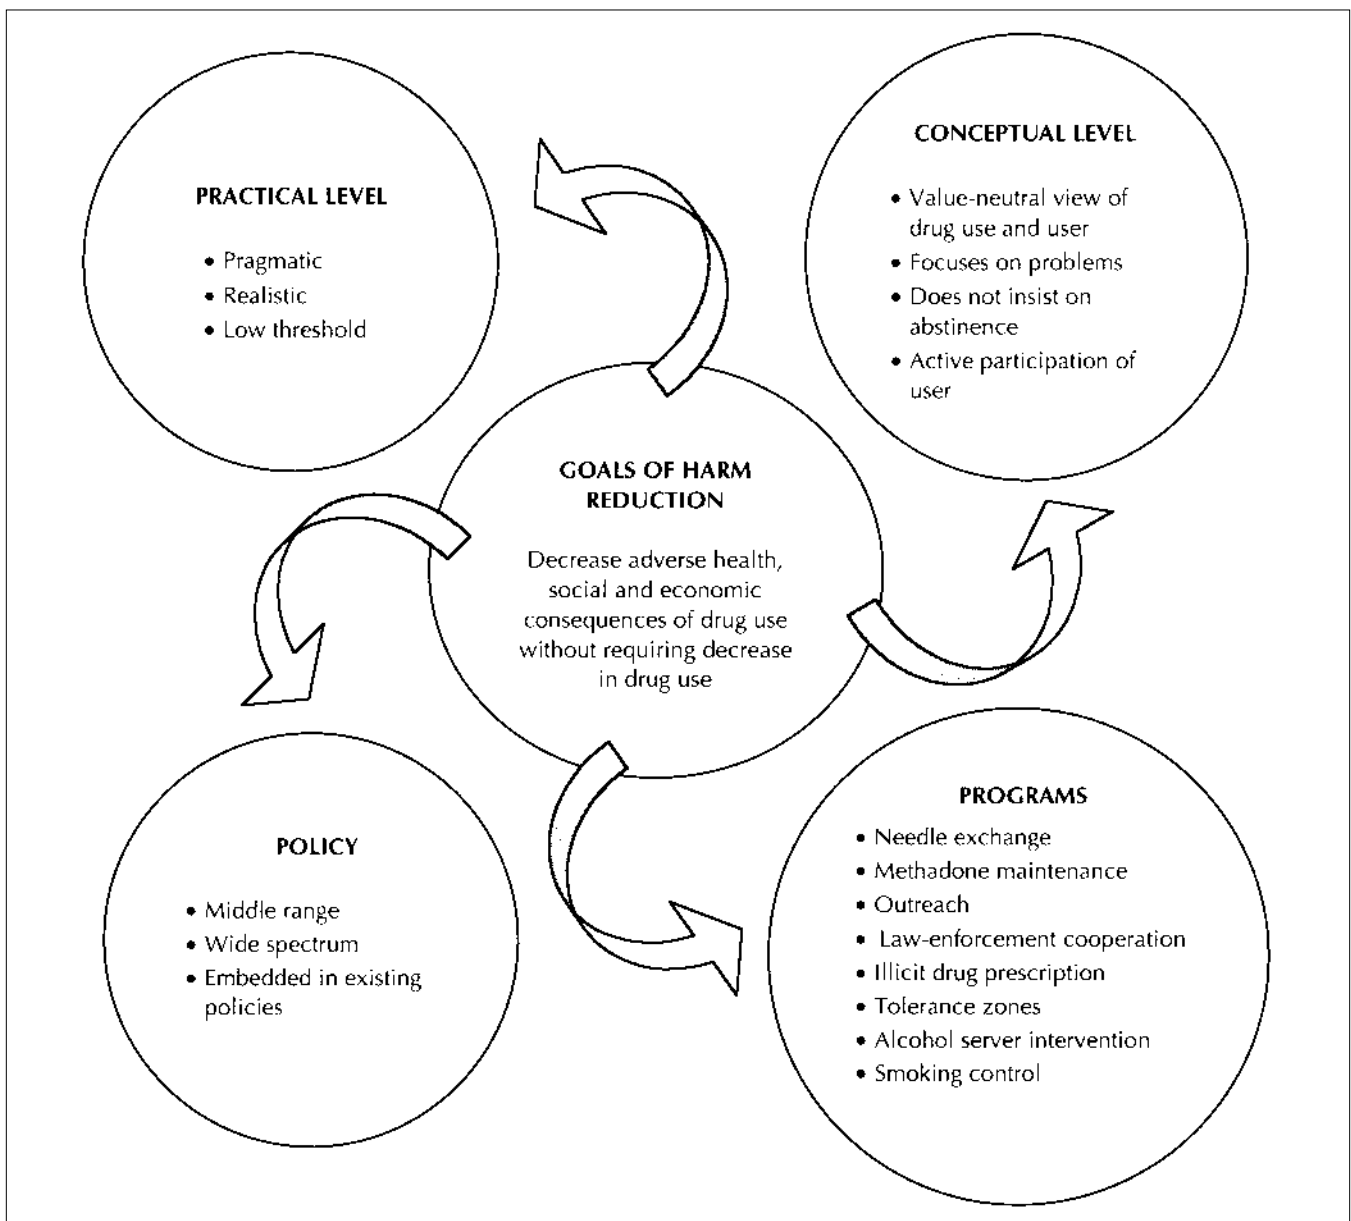 PRACTICAL LEVEL
• Pragmatic
• Realistic
• Low threshold
CONCEPTUAL LEVEL
• Value-neutral view of
drug use and user
• Focuses on problems
• Does not insist on
abstinence
• Active participation of
user
GOALS OF HARM
REDUCTION
Decrease adverse health,
social and economic
consequences of drug use
without requiring decrease
in drug use
POLICY
• Middle range
• Wide spectrum
• Embedded in existing
policies
PROGRAMS
• Needle exchange
• Methadone maintenance
• Outreach
• Law-enforcement cooperation
• Illicit drug prescription
• Tolerance zones
• Alcohol server intervention
• Smoking control